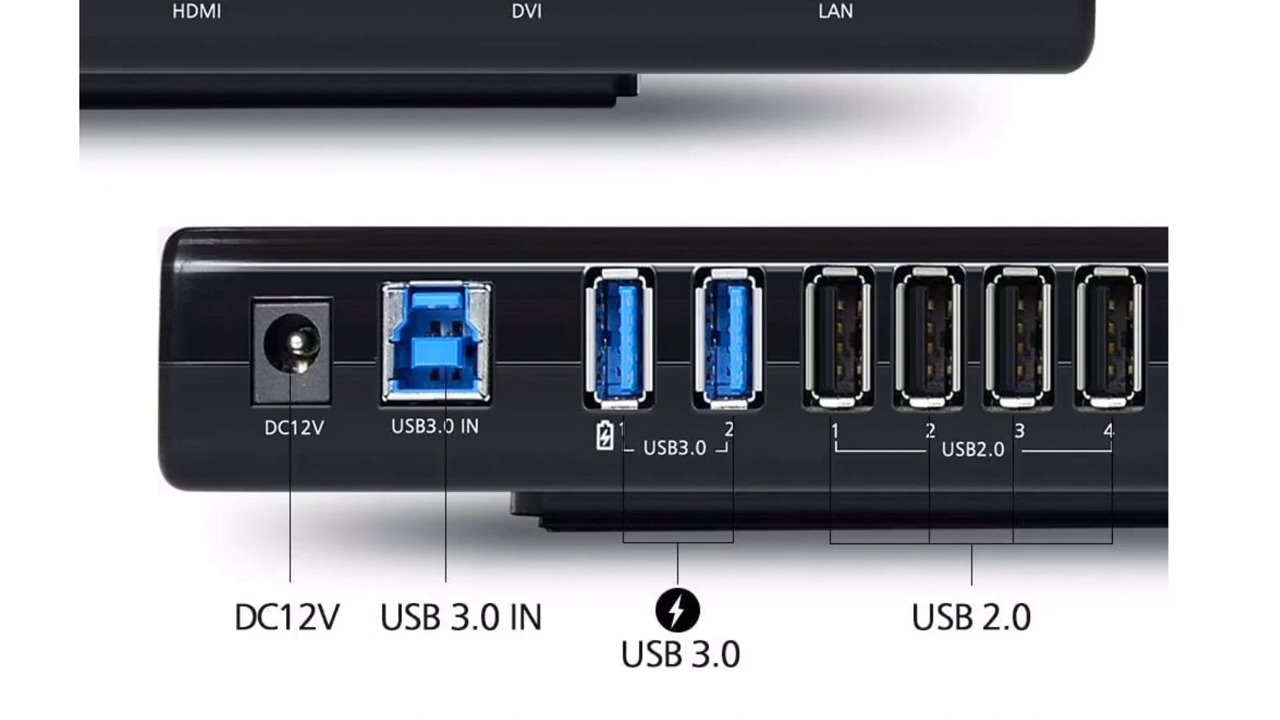 HDMI DVI LAN
DC12V USB3.0 IN 1 2 1 2 3 4
USB3.0 USB2.0
DC12V USB 3.0 IN USB 2.0
USB 3.0